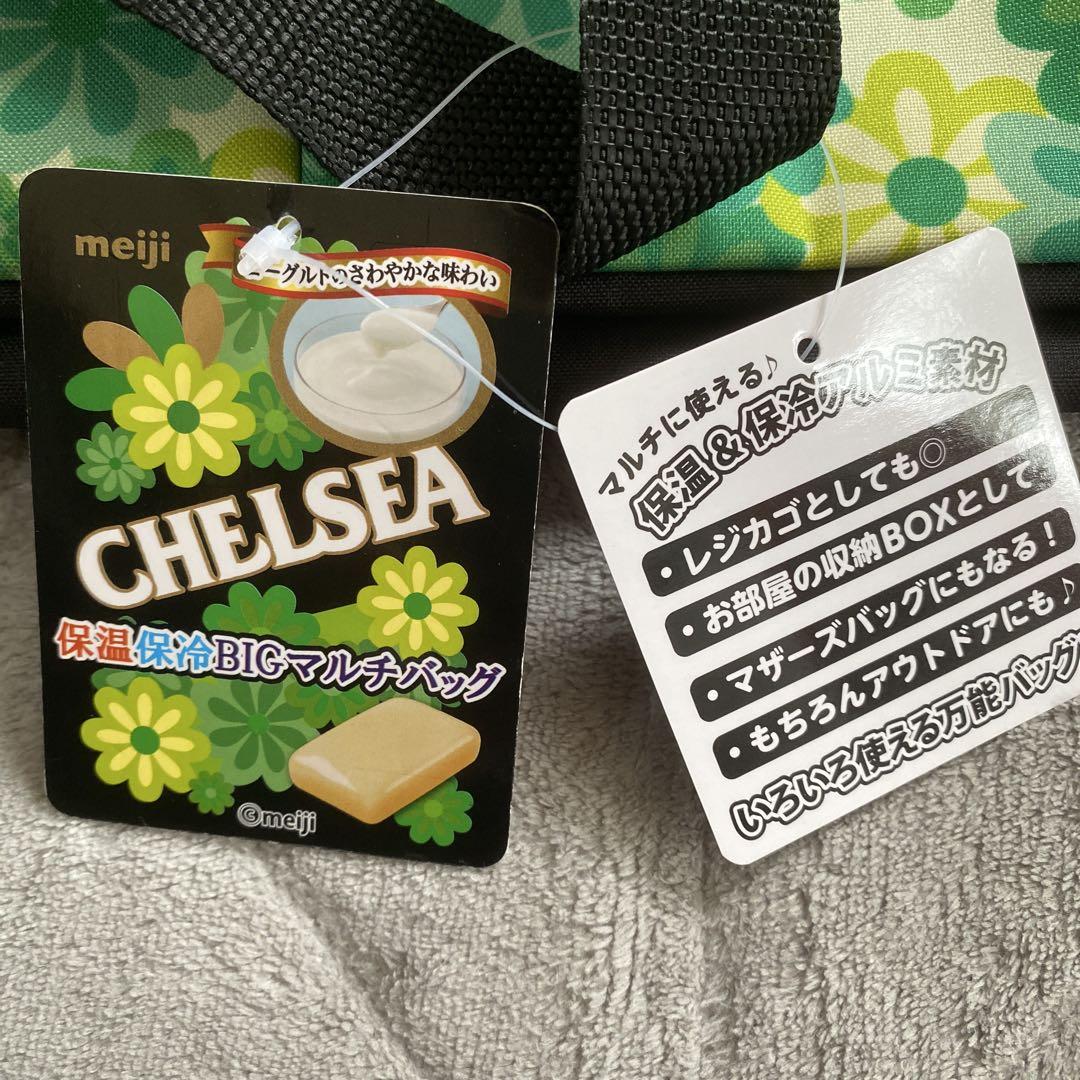 meiji
ヨーグルトのさわやかな味わい
CHELSEA
保温保冷BIGマルチバッグ
©meiji
マルチに使える♪
保温&保冷アルミ素材
・レジカゴとしても◎
・お部屋の収納BOXとして
・マザーズバッグにもなる!
・もちろんアウトドアにも♪
いろいろ使える万能バッグ